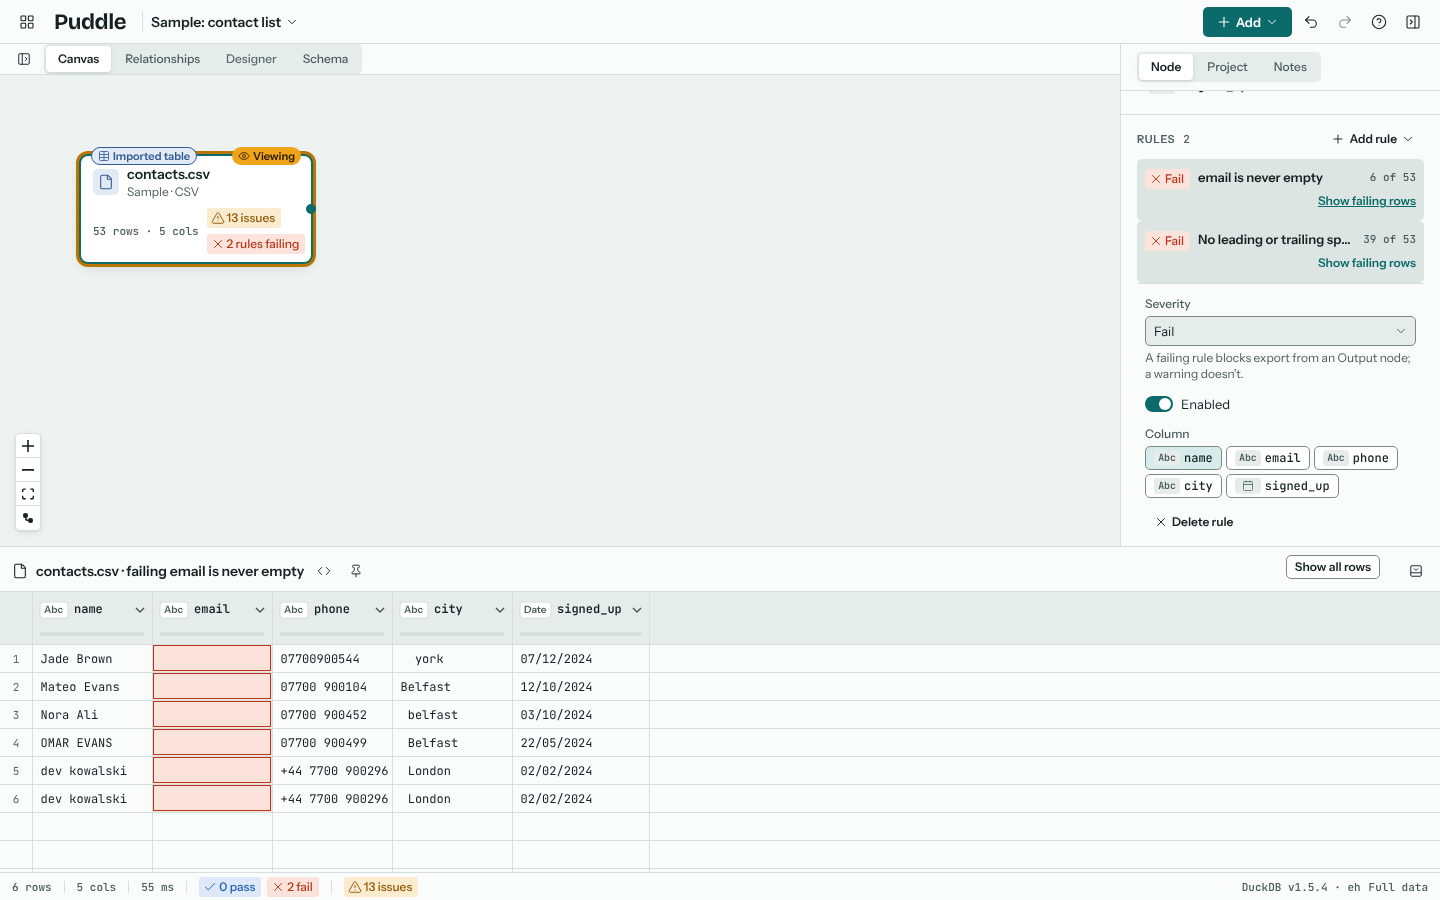 Puddle
Sample: contact list
Add
Canvas
Relationships
Designer
Schema
Node
Project
Notes
Imported table
Viewing
contacts.csv
Sample · CSV
53 rows · 5 cols
13 issues
2 rules failing
RULES 2
Add rule
Fail
email is never empty
6 of 53
Show failing rows
Fail
No leading or trailing sp...
39 of 53
Show failing rows
Severity
Fail
A failing rule blocks export from an Output node;
a warning doesn't.
Enabled
Column
Abc name
Abc email
Abc phone
Abc city
signed_up
Delete rule
contacts.csv · failing email is never empty
Show all rows
Abc name
Abc email
Abc phone
Abc city
Date signed_up
1 Jade Brown 07700900544 york 07/12/2024
2 Mateo Evans 07700 900104 Belfast 12/10/2024
3 Nora Ali 07700 900452 belfast 03/10/2024
4 OMAR EVANS 07700 900499 Belfast 22/05/2024
5 dev kowalski +44 7700 900296 London 02/02/2024
6 dev kowalski +44 7700 900296 London 02/02/2024
6 rows
5 cols
55 ms
0 pass
2 fail
13 issues
DuckDB v1.5.4 · eh Full data